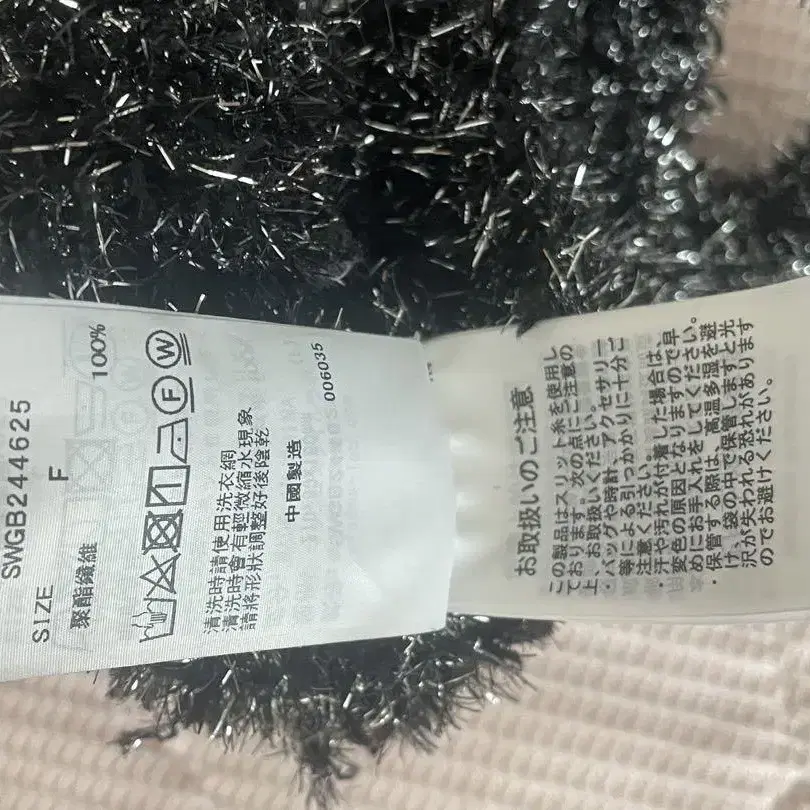 SWGB244625
SIZE F
聚酯纖維 100%
F W
清洗時請使用洗衣網
清洗時會有輕微縮水現象
請將形狀調整好後陰乾
中國製造
006035
お取扱いのご注意
この製品はスリット糸を使用し
ております。次の点にご注意の
上、お取扱いください。
・バッグや時計、アクセサリー
等による引っかかりに十分ご
注意ください。
・汗や汚れが付着した場合は、
変色の原因となりますので早
めにお手入れをしてください。
・保管する際は、高温多湿を避
け、袋の中で保管しますと光
沢が失われる恐れがあります
のでお避けください。